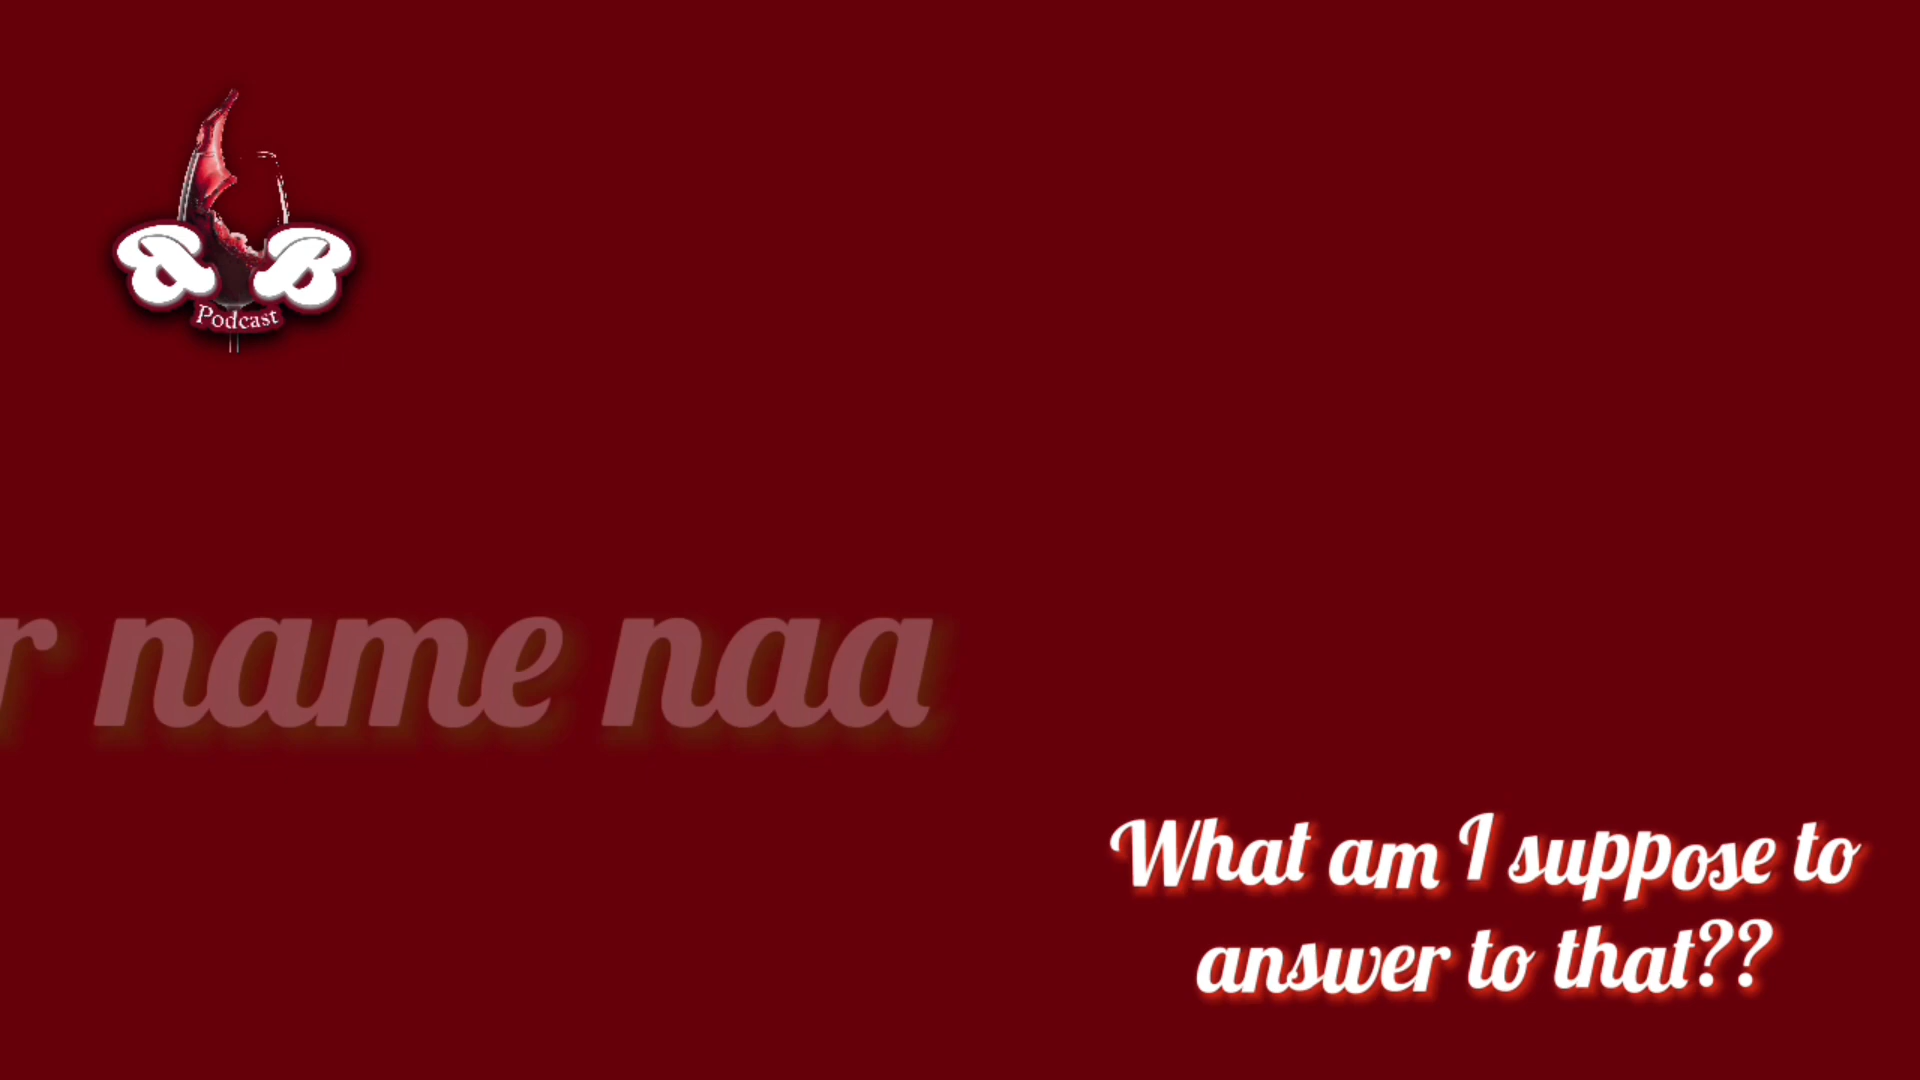 B B
Podcast
r name naa
What am I suppose to
answer to that??